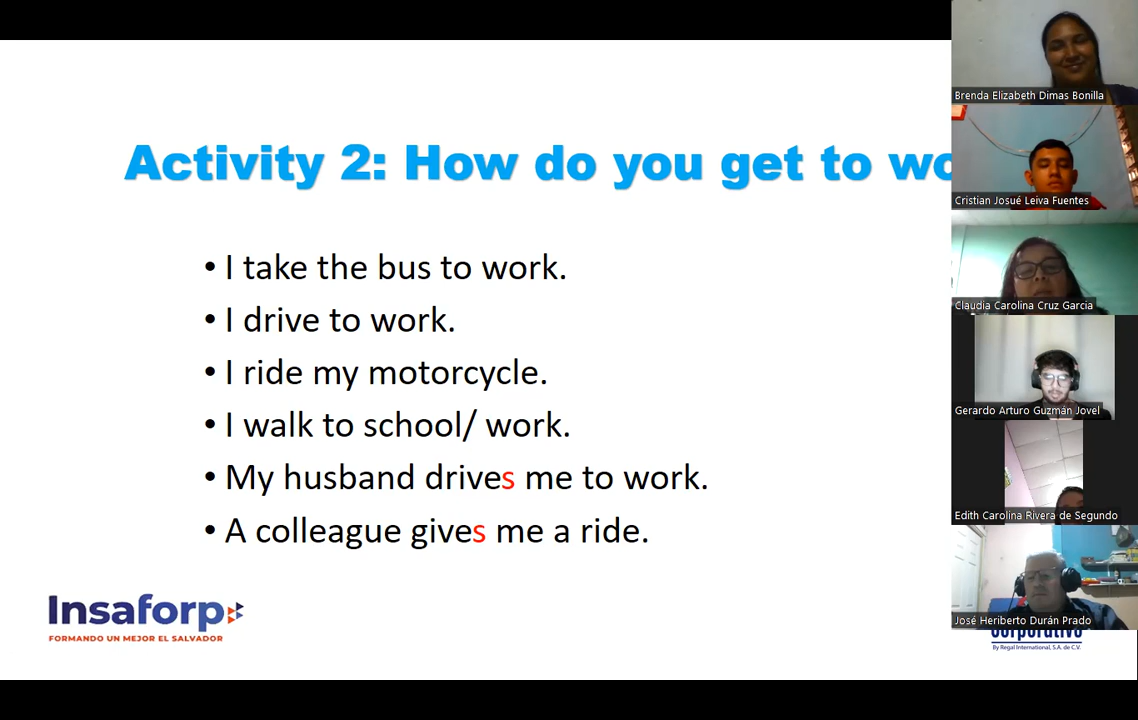 Activity 2: How do you get to wo
• I take the bus to work.
• I drive to work.
• I ride my motorcycle.
• I walk to school/ work.
• My husband drives me to work.
• A colleague gives me a ride.
Insaforp
FORMANDO UN MEJOR EL SALVADOR
Brenda Elizabeth Dimas Bonilla
Cristian Josué Leiva Fuentes
Claudia Carolina Cruz Garcia
Gerardo Arturo Guzmán Jovel
Edith Carolina Rivera de Segundo
José Heriberto Durán Prado
Corporativo
By Regal International, S.A. de C.V.